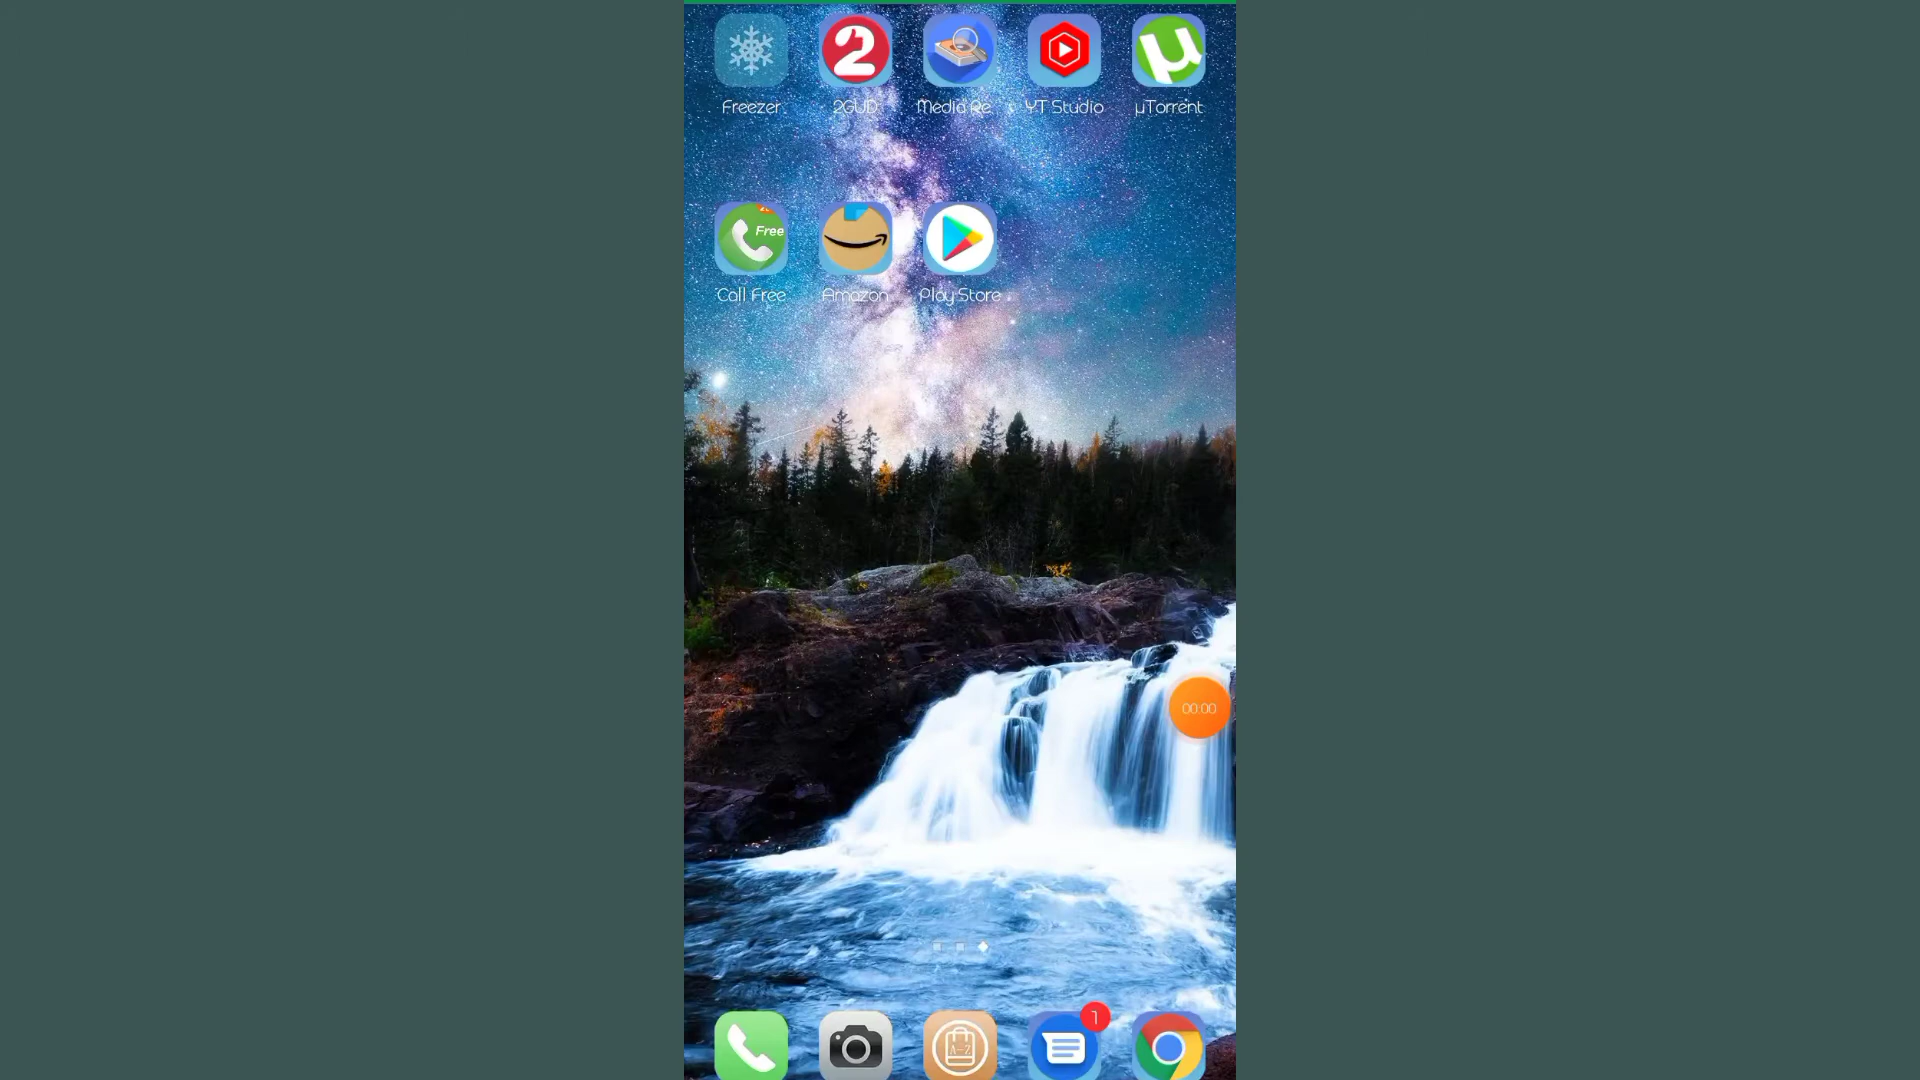 Freezer 2GUD Media Re YT Studio µTorrent
Free
Call Free Amazon Play Store
00:00
1
A-Z